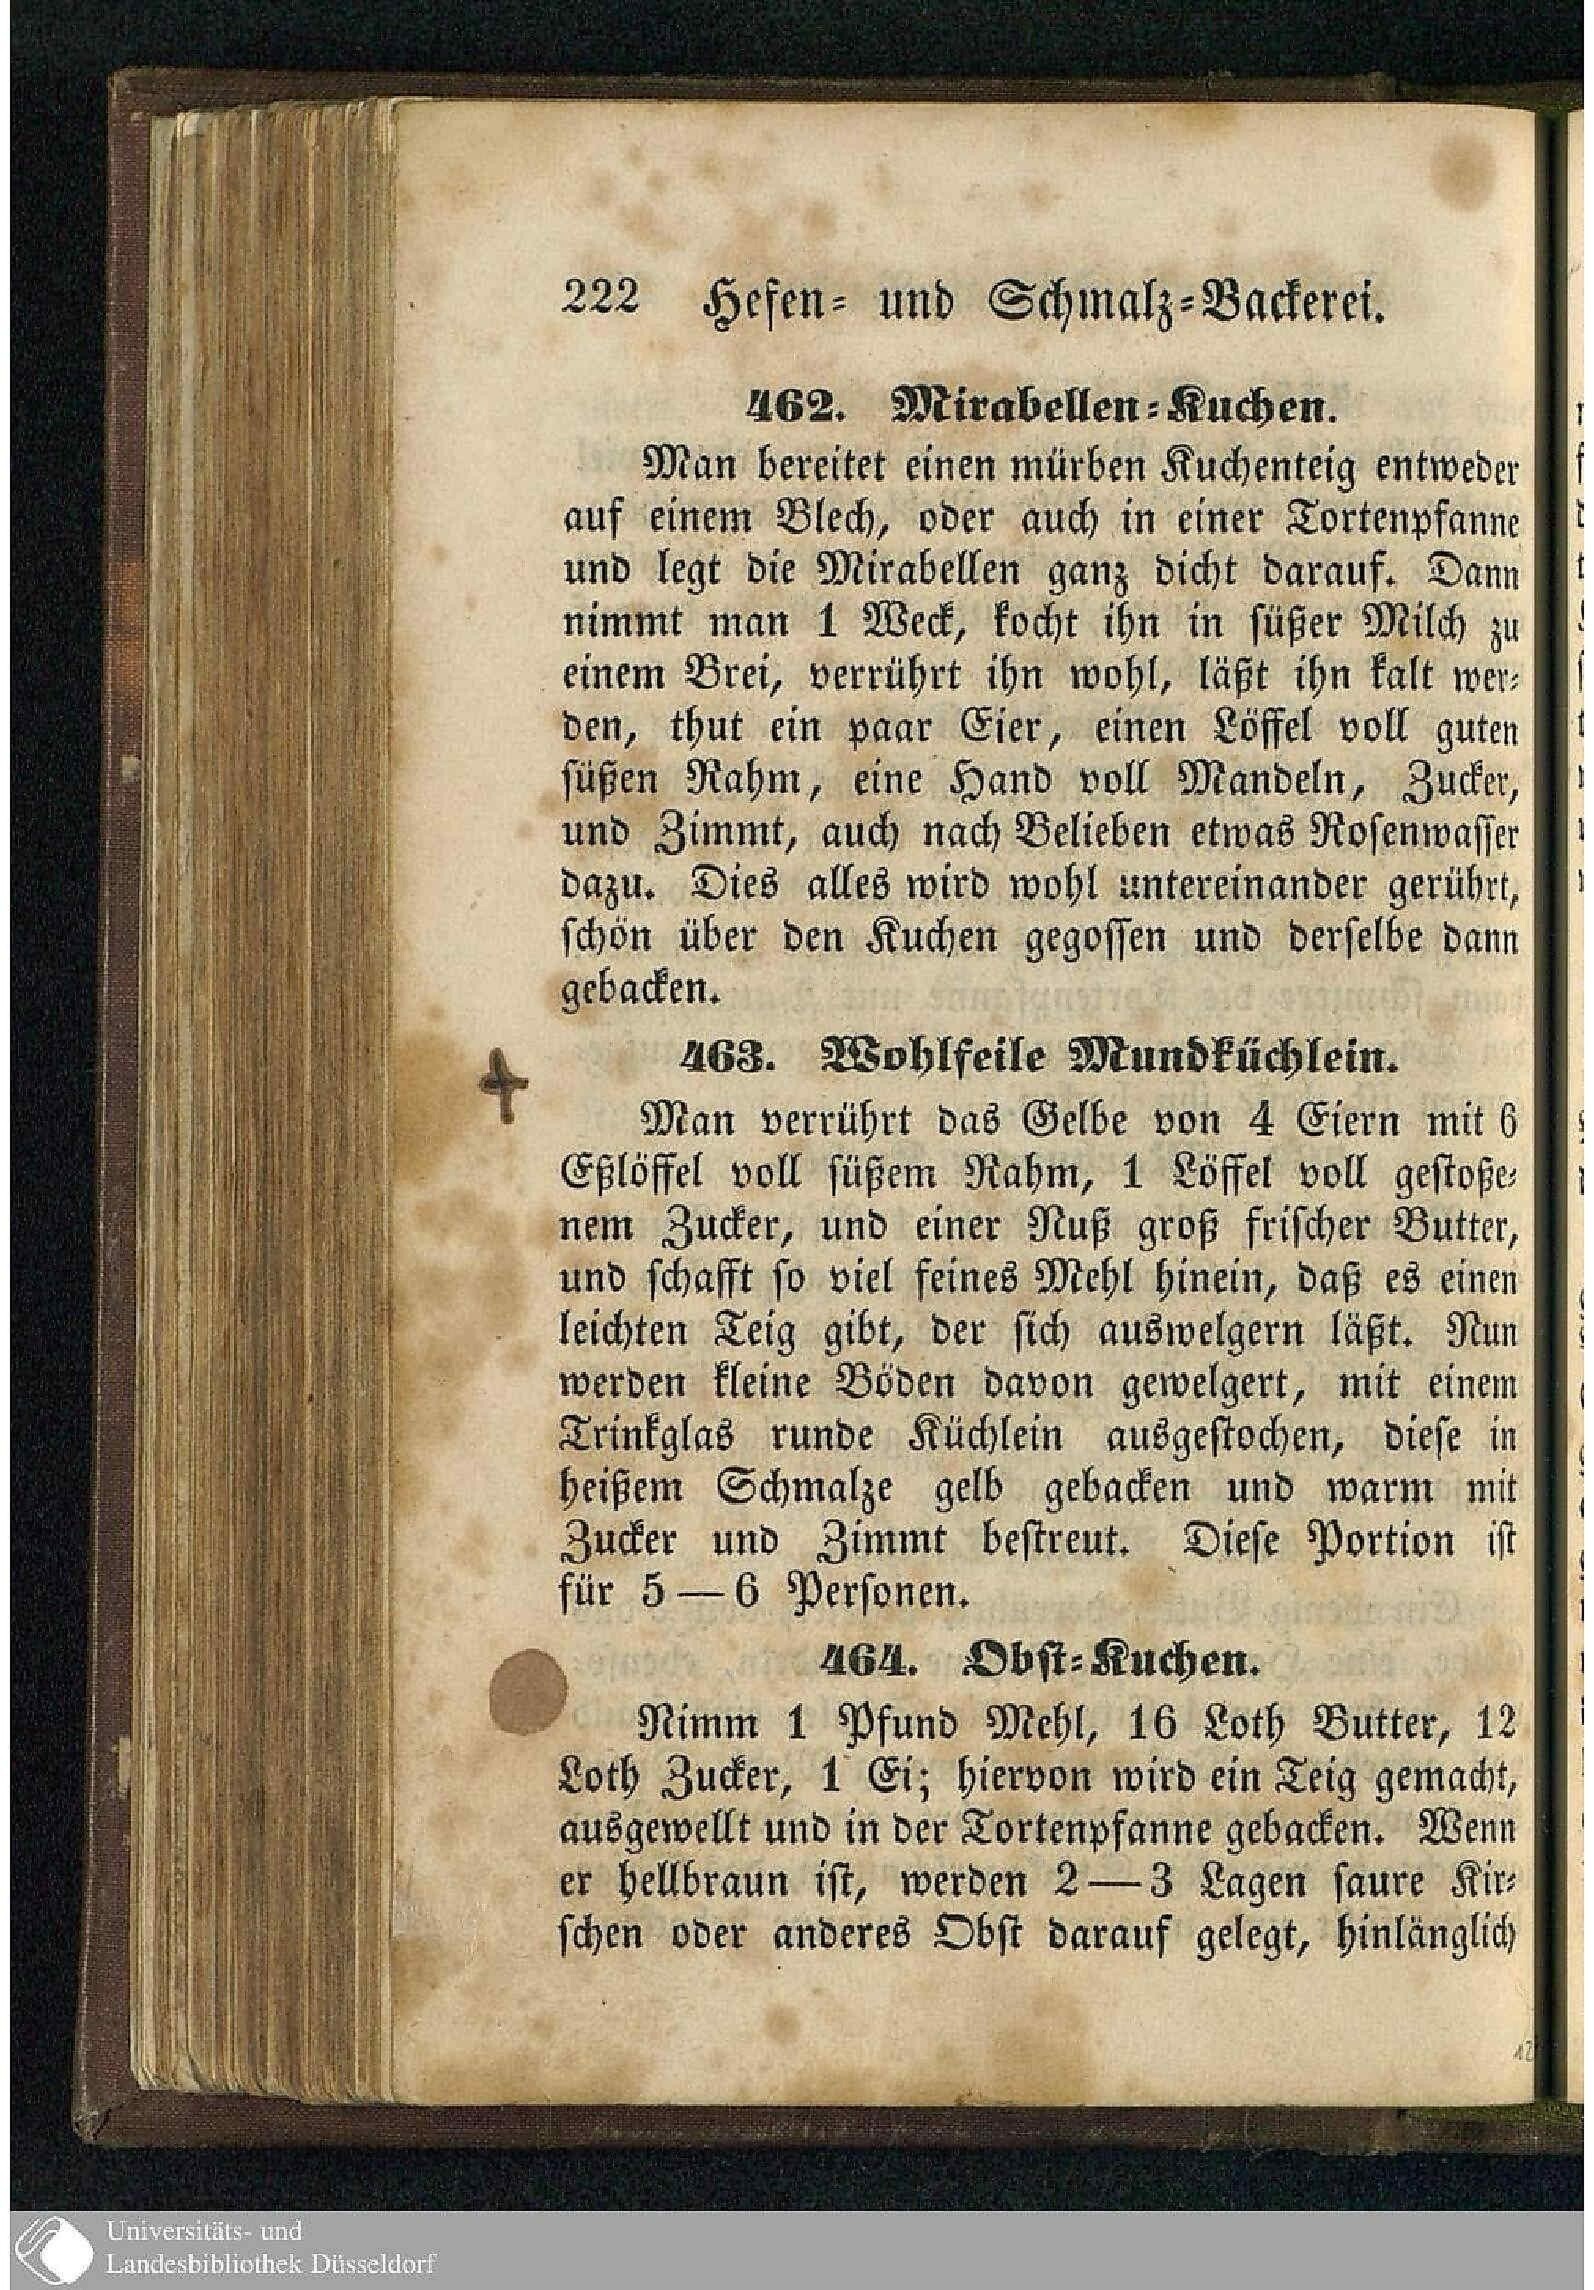 222 Hefen- und Schmalz-Backerei.
462. Mirabellen-Kuchen.
Man bereitet einen mürben Kuchenteig entweder
auf einem Blech, oder auch in einer Tortenpfanne
und legt die Mirabellen ganz dicht darauf. Dann
nimmt man 1 Weck, kocht ihn in süßer Milch zu
einem Brei, verrührt ihn wohl, läßt ihn kalt wer-
den, thut ein paar Eier, einen Löffel voll guten
süßen Rahm, eine Hand voll Mandeln, Zucker,
und Zimmt, auch nach Belieben etwas Rosenwasser
dazu. Dies alles wird wohl untereinander gerührt,
schön über den Kuchen gegossen und derselbe dann
gebacken.
463. Wohlfeile Mundküchlein.
Man verrührt das Gelbe von 4 Eiern mit 6
Eßlöffel voll süßem Rahm, 1 Löffel voll gestoße-
nem Zucker, und einer Nuß groß frischer Butter,
und schafft so viel feines Mehl hinein, daß es einen
leichten Teig gibt, der sich auswelgern läßt. Nun
werden kleine Böden davon gewelgert, mit einem
Trinkglas runde Küchlein ausgestochen, diese in
heißem Schmalze gelb gebacken und warm mit
Zucker und Zimmt bestreut. Diese Portion ist
für 5—6 Personen.
464. Obst-Kuchen.
Nimm 1 Pfund Mehl, 16 Loth Butter, 12
Loth Zucker, 1 Ei; hiervon wird ein Teig gemacht,
ausgewellt und in der Tortenpfanne gebacken. Wenn
er hellbraun ist, werden 2—3 Lagen saure Kir-
schen oder anderes Obst darauf gelegt, hinlänglich
Universitäts- und
Landesbibliothek Düsseldorf